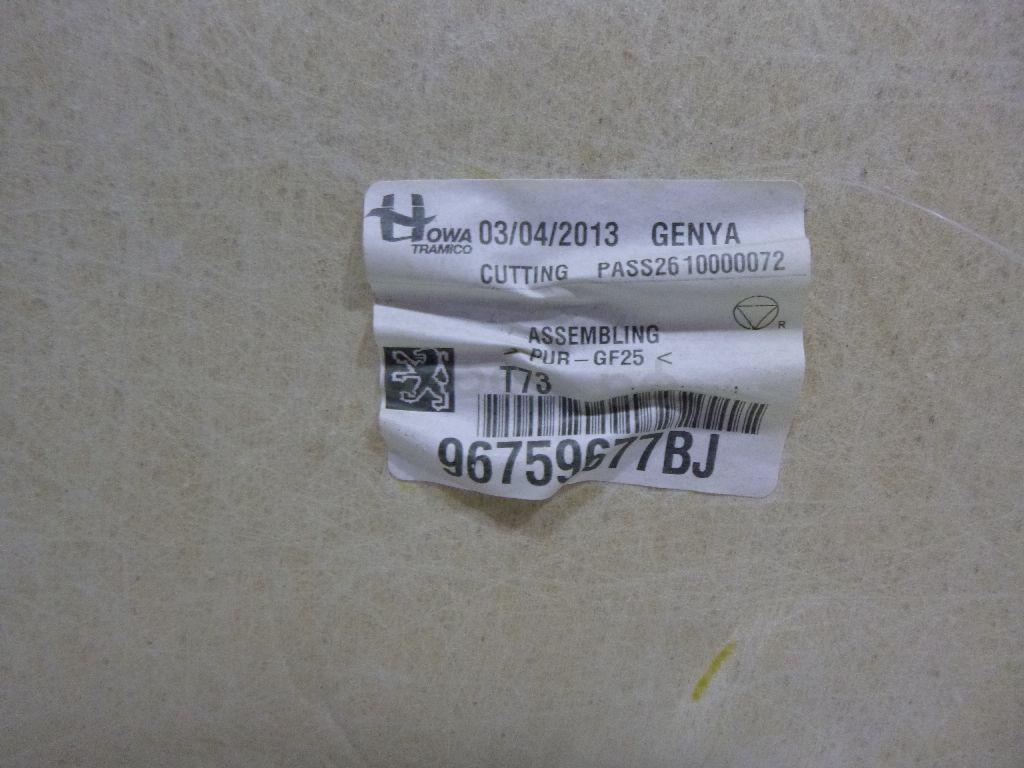 HOWA
TRAMICO
03/04/2013 GENYA
CUTTING PASS2610000072
R
ASSEMBLING
> PUR-GF25 <
T73
96759677BJ